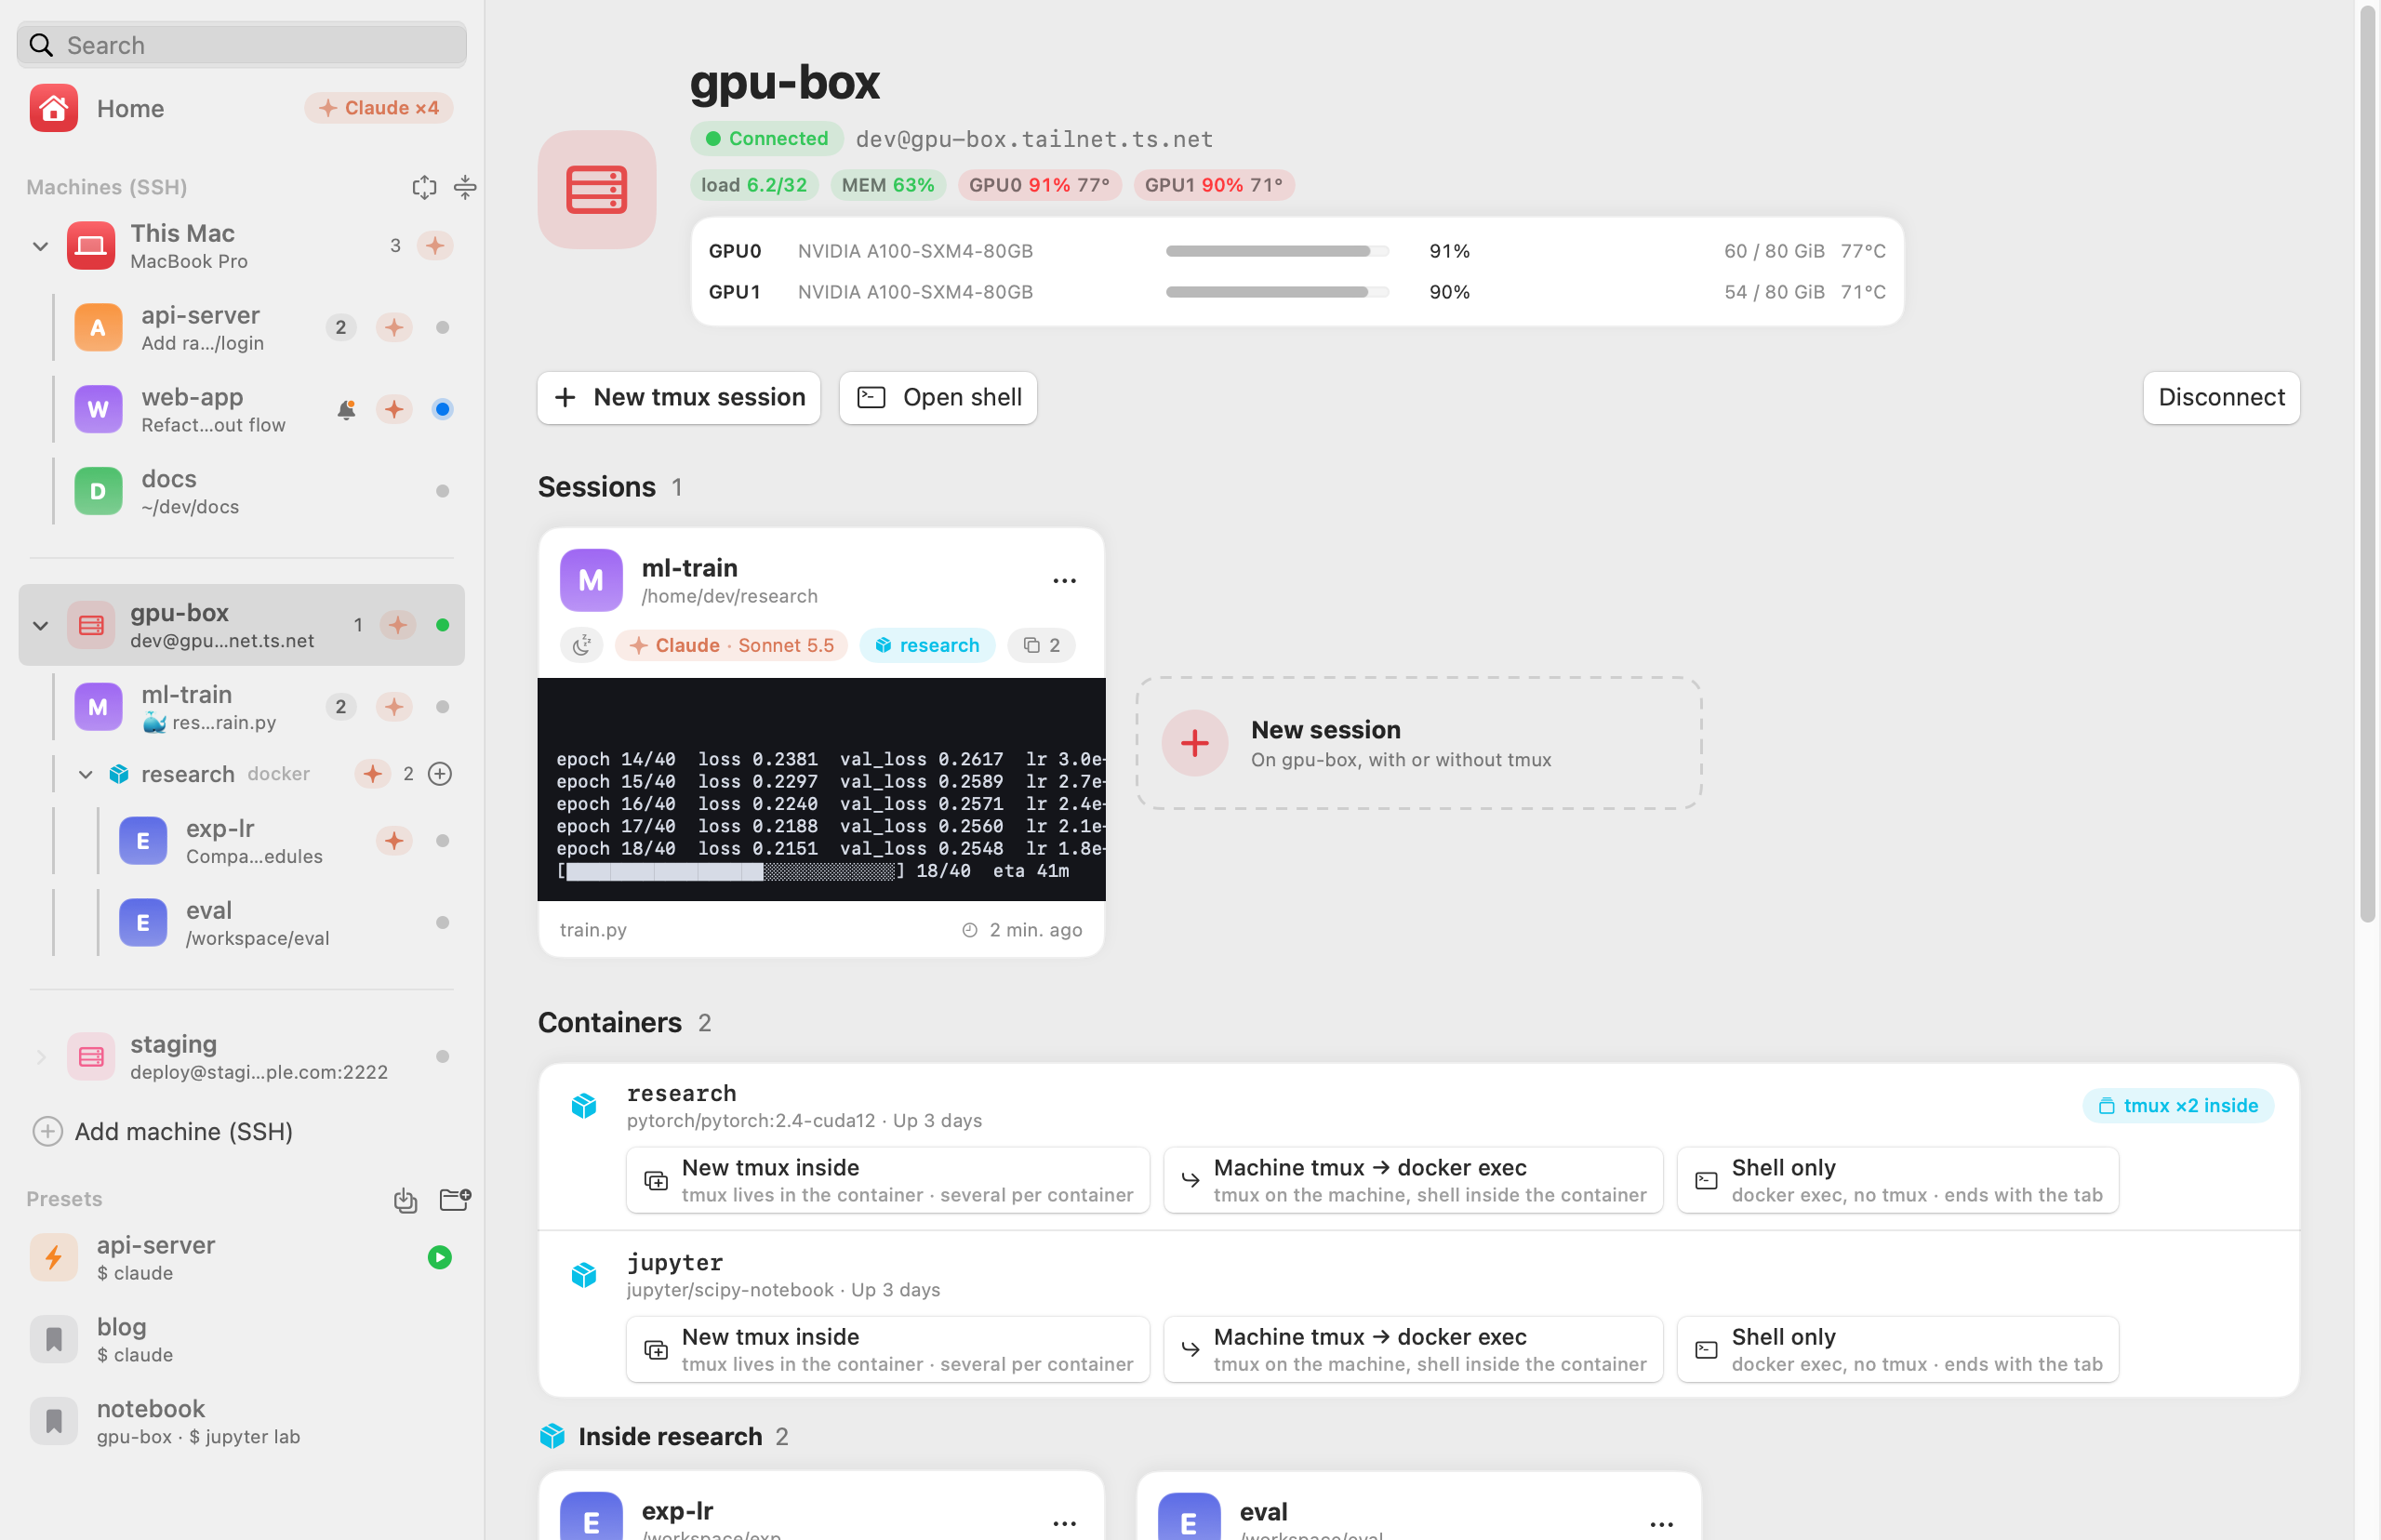 Search
Home
Claude ×4
Machines (SSH)
This Mac
MacBook Pro
3
A
api-server
Add ra.../login
2
W
web-app
Refact...out flow
D
docs
~/dev/docs
gpu-box
dev@gpu...net.ts.net
1
M
ml-train
🐳 res...rain.py
2
research docker
2
E
exp-lr
Compa...edules
E
eval
/workspace/eval
staging
deploy@stagi...ple.com:2222
Add machine (SSH)
Presets
api-server
$ claude
blog
$ claude
notebook
gpu-box · $ jupyter lab
gpu-box
Connected
dev@gpu-box.tailnet.ts.net
load 6.2/32
MEM 63%
GPU0 91% 77°
GPU1 90% 71°
GPU0 NVIDIA A100-SXM4-80GB 91% 60 / 80 GiB 77°C
GPU1 NVIDIA A100-SXM4-80GB 90% 54 / 80 GiB 71°C
New tmux session
Open shell
Disconnect
Sessions 1
M
ml-train
/home/dev/research
Claude · Sonnet 5.5
research
2
epoch 14/40 loss 0.2381 val_loss 0.2617 lr 3.0e-
epoch 15/40 loss 0.2297 val_loss 0.2589 lr 2.7e-
epoch 16/40 loss 0.2240 val_loss 0.2571 lr 2.4e-
epoch 17/40 loss 0.2188 val_loss 0.2560 lr 2.1e-
epoch 18/40 loss 0.2151 val_loss 0.2548 lr 1.8e-
[██████████████████░░░░░░░░░░░░] 18/40 eta 41m
train.py
2 min. ago
New session
On gpu-box, with or without tmux
Containers 2
research
pytorch/pytorch:2.4-cuda12 · Up 3 days
tmux ×2 inside
New tmux inside
tmux lives in the container · several per container
Machine tmux → docker exec
tmux on the machine, shell inside the container
Shell only
docker exec, no tmux · ends with the tab
jupyter
jupyter/scipy-notebook · Up 3 days
New tmux inside
tmux lives in the container · several per container
Machine tmux → docker exec
tmux on the machine, shell inside the container
Shell only
docker exec, no tmux · ends with the tab
Inside research 2
E
exp-lr
/workspace/exp
E
eval
/workspace/eval